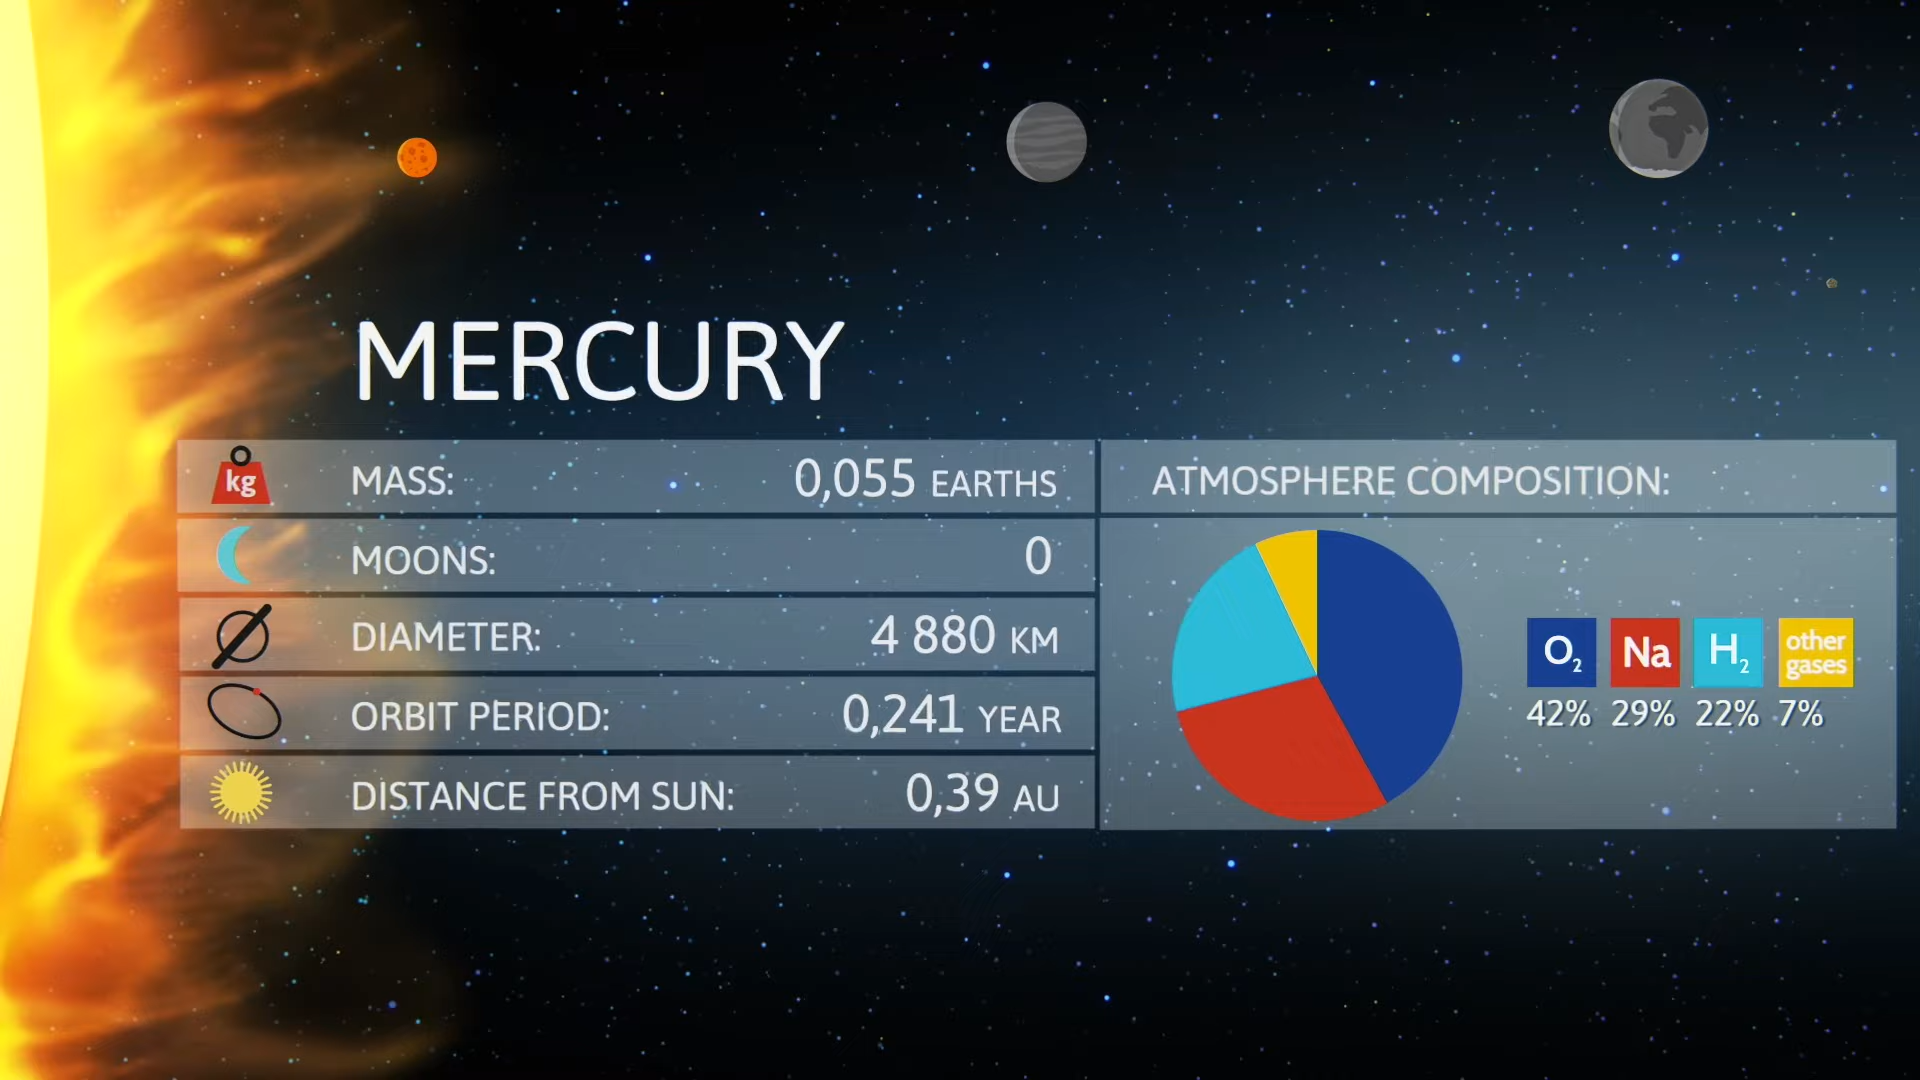 MERCURY
kg MASS: 0,055 EARTHS
MOONS: 0
DIAMETER: 4 880 KM
ORBIT PERIOD: 0,241 YEAR
DISTANCE FROM SUN: 0,39 AU
ATMOSPHERE COMPOSITION:
O₂ Na H₂ other gases
42% 29% 22% 7%